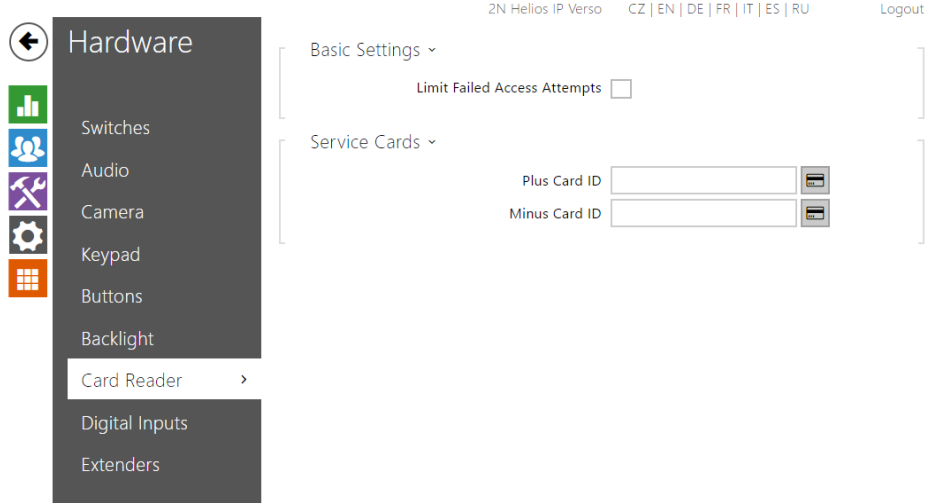 2N Helios IP Verso CZ | EN | DE | FR | IT | ES | RU Logout
Hardware
Switches
Audio
Camera
Keypad
Buttons
Backlight
Card Reader
Digital Inputs
Extenders
Basic Settings
Limit Failed Access Attempts
Service Cards
Plus Card ID
Minus Card ID